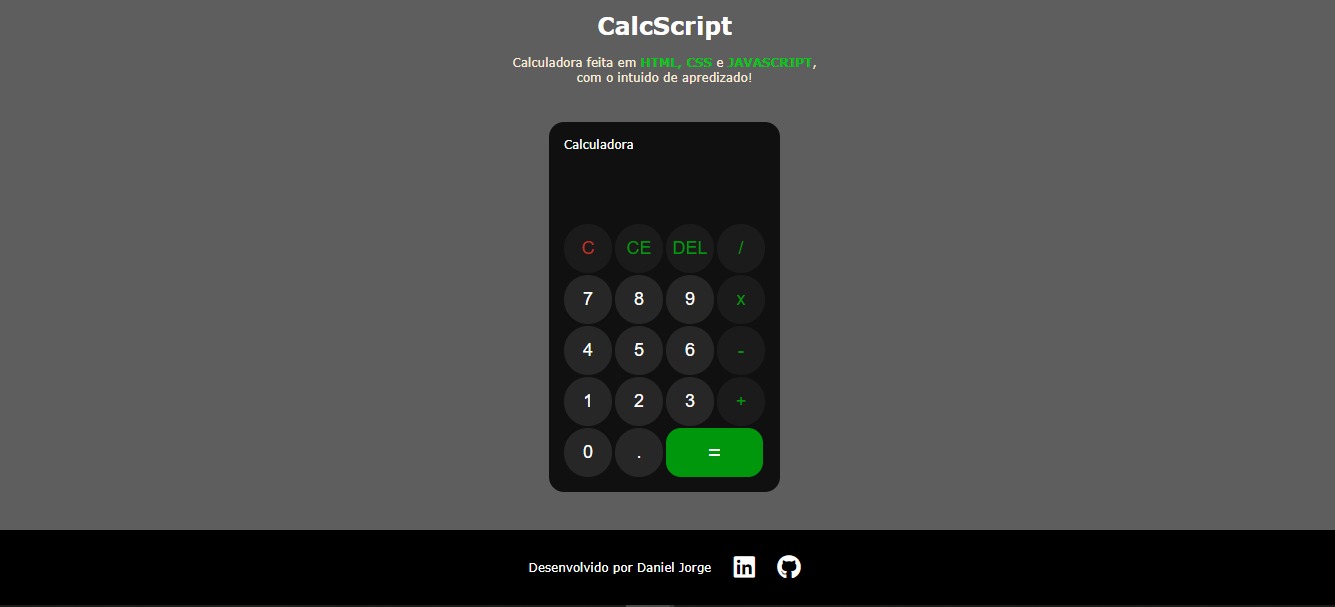 CalcScript
Calculadora feita em HTML, CSS e JAVASCRIPT,
com o intuido de apredizado!
Calculadora
C CE DEL /
7 8 9 x
4 5 6 -
1 2 3 +
0 . =
Desenvolvido por Daniel Jorge in